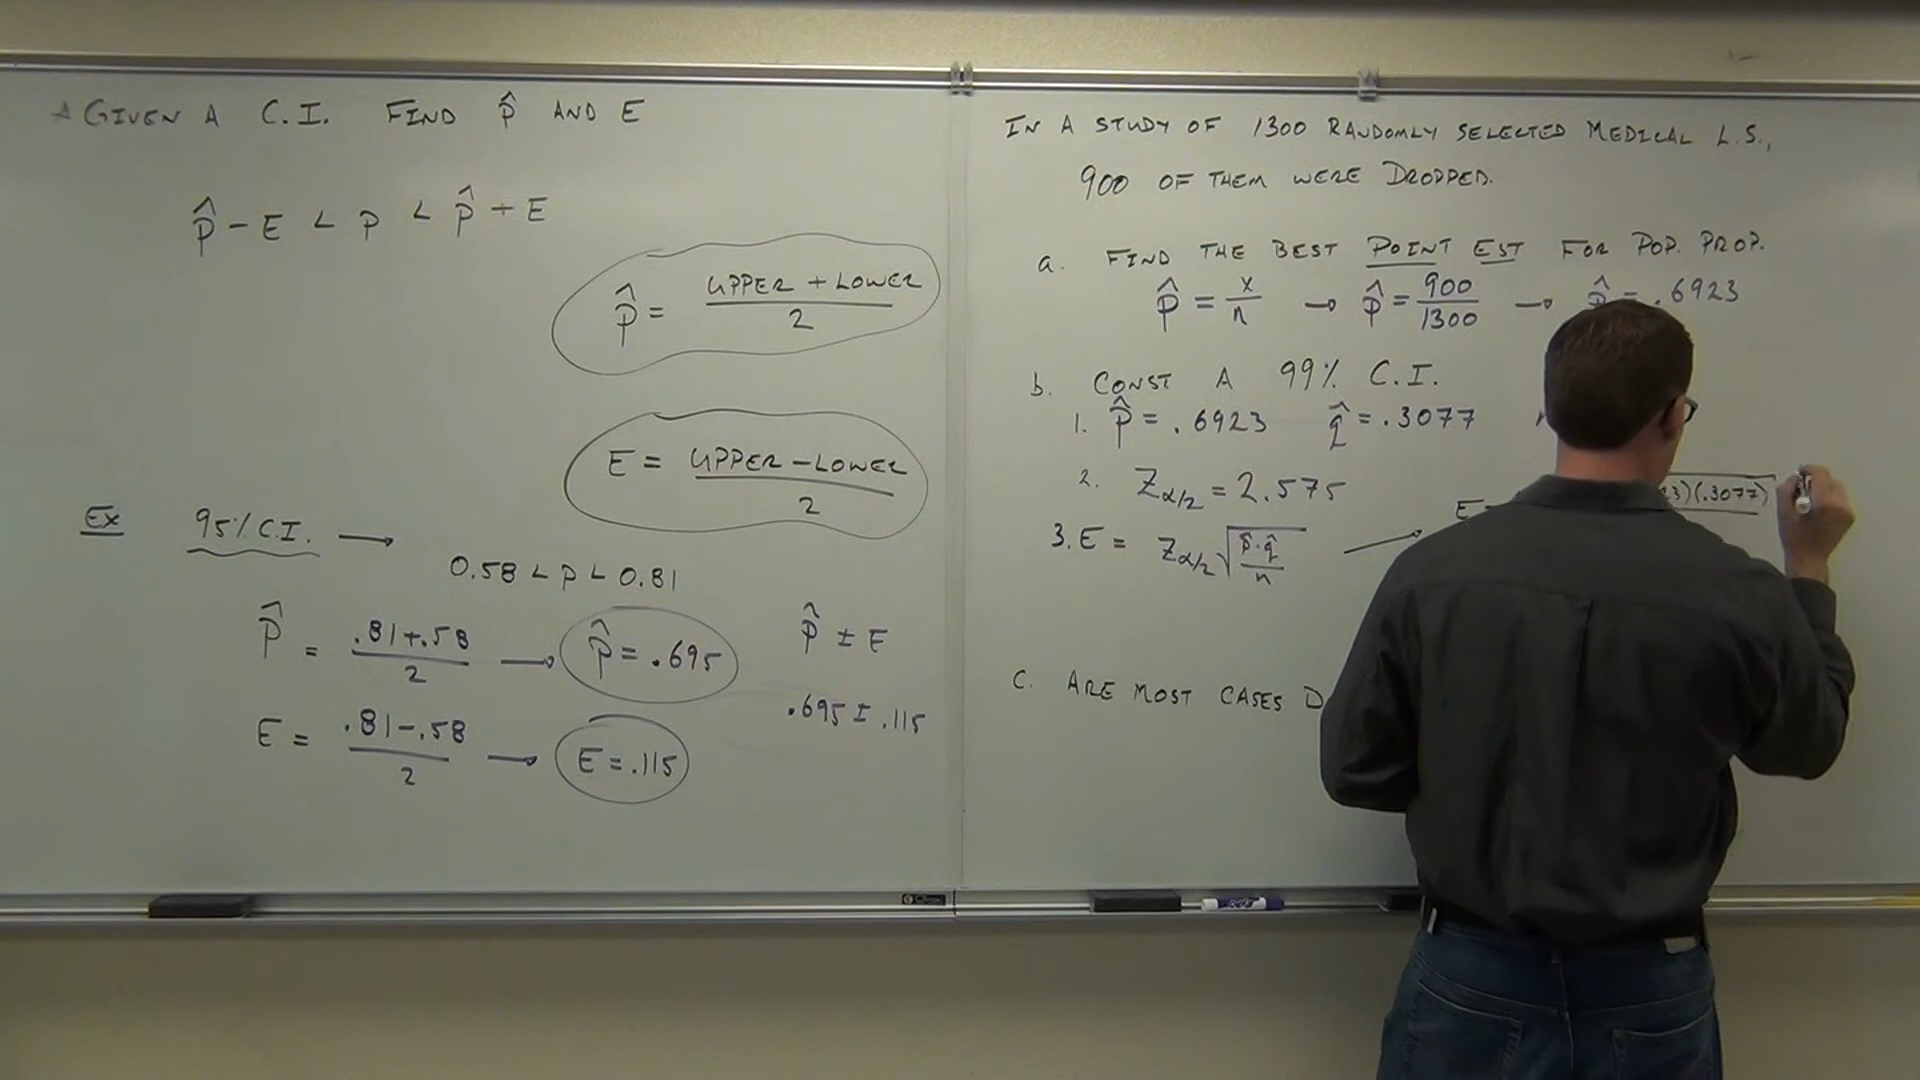 GIVEN A C.I. FIND p̂ AND E
p̂ - E < p < p̂ + E
p̂ = UPPER + LOWER / 2
E = UPPER - LOWER / 2
Ex 95% C.I. →
0.58 < p < 0.81
p̂ = .81+.58 / 2 → p̂ = .695
E = .81-.58 / 2 → E = .115
p̂ ± E
.695 ± .115
IN A STUDY OF 1300 RANDOMLY SELECTED MEDICAL L.S.,
900 OF THEM WERE DROPPED.
a. FIND THE BEST POINT EST FOR POP. PROP.
p̂ = x/n → p̂ = 900/1300 → p̂ = .6923
b. CONST A 99% C.I.
1. p̂ = .6923 q̂ = .3077
2. Zα/2 = 2.575
3. E = Zα/2 √(p̂·q̂/n) →
E = 23)(.3077)
C. ARE MOST CASES D